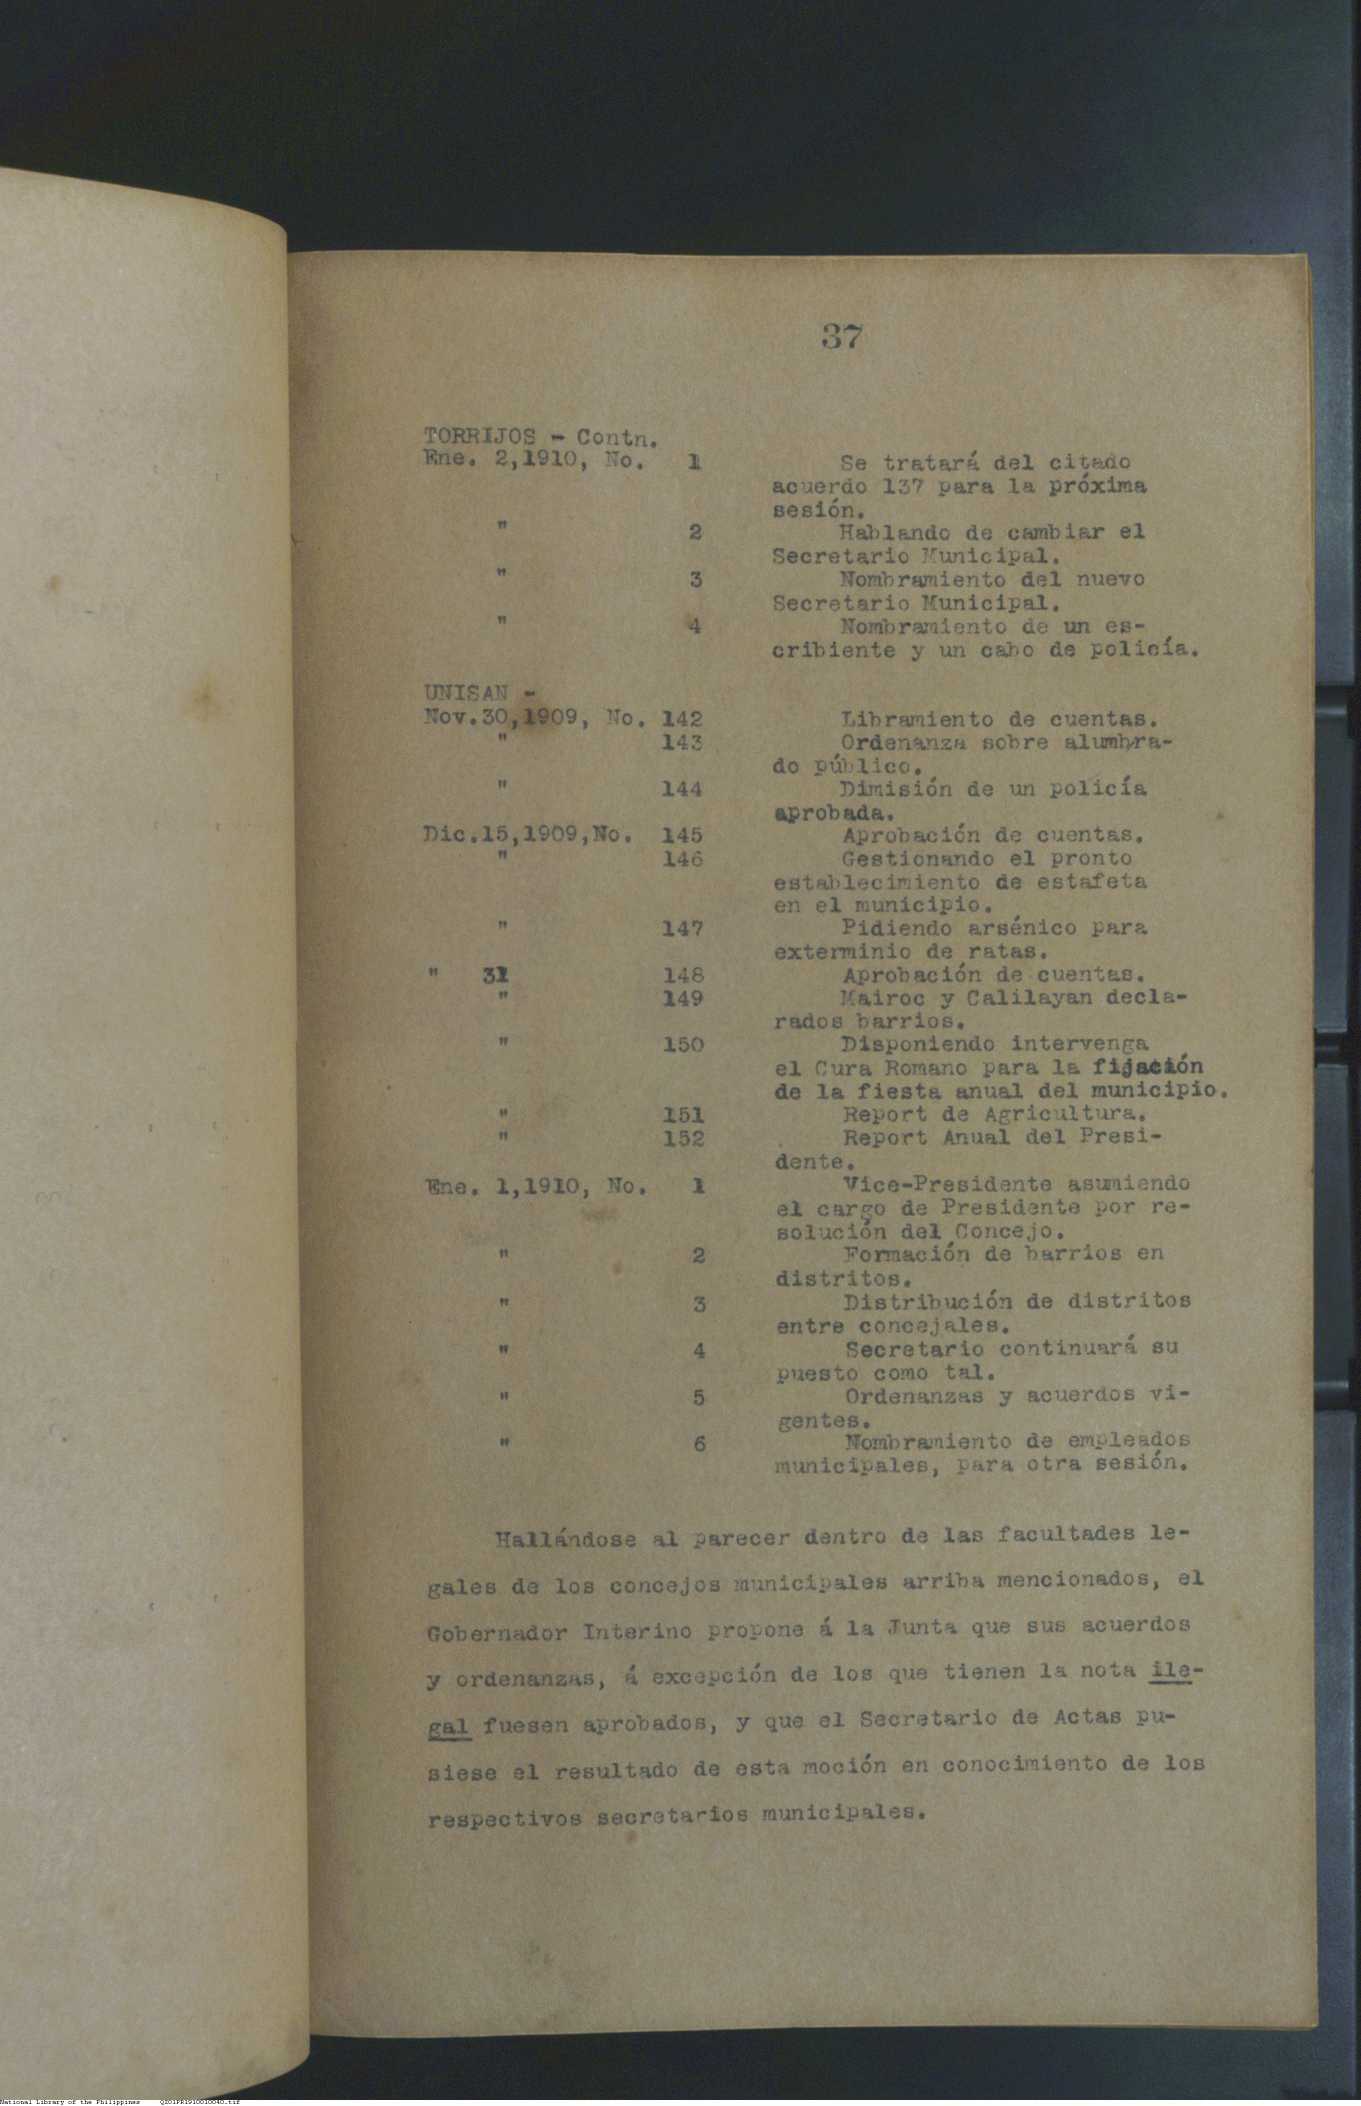 37
TORRIJOS - Contn.
Ene. 2,1910, No. 1 Se tratará del citado
acuerdo 137 para la próxima
sesión.
" 2 Hablando de cambiar el
Secretario Municipal.
" 3 Nombramiento del nuevo
Secretario Municipal.
" 4 Nombramiento de un es-
cribiente y un cabo de policía.
UNISAN -
Nov.30,1909, No. 142 Libramiento de cuentas.
" 143 Ordenanza sobre alumbra-
do público.
" 144 Dimisión de un policía
aprobada.
Dic.15,1909,No. 145 Aprobación de cuentas.
" 146 Gestionando el pronto
establecimiento de estafeta
en el municipio.
" 147 Pidiendo arsénico para
exterminio de ratas.
" 31 148 Aprobación de cuentas.
" 149 Mairoc y Calilayan decla-
rados barrios.
" 150 Disponiendo intervenga
el Cura Romano para la fijación
de la fiesta anual del municipio.
" 151 Report de Agricultura.
" 152 Report Anual del Presi-
dente.
Ene. 1,1910, No. 1 Vice-Presidente asumiendo
el cargo de Presidente por re-
solución del Concejo.
" 2 Formación de barrios en
distritos.
" 3 Distribución de distritos
entre concejales.
" 4 Secretario continuará su
puesto como tal.
" 5 Ordenanzas y acuerdos vi-
gentes.
" 6 Nombramiento de empleados
municipales, para otra sesión.
Hallándose al parecer dentro de las facultades le-
gales de los concejos municipales arriba mencionados, el
Gobernador Interino propone á la Junta que sus acuerdos
y ordenanzas, á excepción de los que tienen la nota ile-
gal fuesen aprobados, y que el Secretario de Actas pu-
siese el resultado de esta moción en conocimiento de los
respectivos secretarios municipales.
National Library of the Philippines QZ01PR1910010040.tif